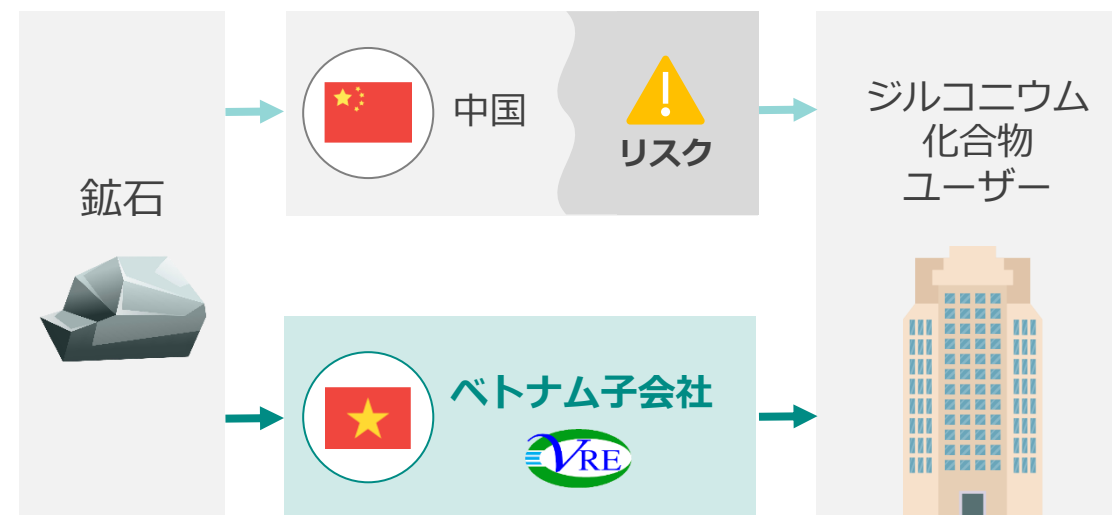 鉱石
中国
リスク
ベトナム子会社
VRE
ジルコニウム
化合物
ユーザー